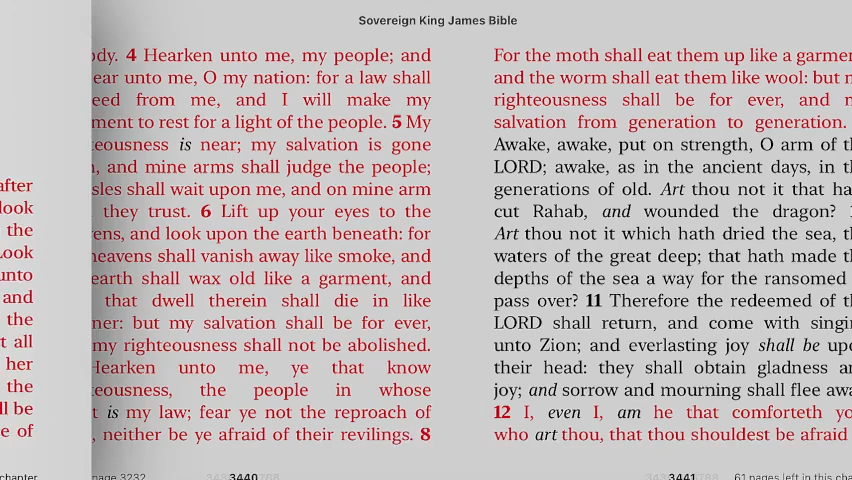 Sovereign King James Bible
after
look
the
Look
unto
and
the
t all
her
the
ll be
e of
chapter
ody. 4 Hearken unto me, my people; and
ear unto me, O my nation: for a law shall
eed from me, and I will make my
ment to rest for a light of the people. 5 My
eousness is near; my salvation is gone
, and mine arms shall judge the people;
sles shall wait upon me, and on mine arm
they trust. 6 Lift up your eyes to the
ens, and look upon the earth beneath: for
heavens shall vanish away like smoke, and
earth shall wax old like a garment, and
that dwell therein shall die in like
ner: but my salvation shall be for ever,
my righteousness shall not be abolished.
Hearken unto me, ye that know
eousness, the people in whose
t is my law; fear ye not the reproach of
, neither be ye afraid of their revilings. 8
page 3232
3440
For the moth shall eat them up like a garmen
and the worm shall eat them like wool: but m
righteousness shall be for ever, and m
salvation from generation to generation.
Awake, awake, put on strength, O arm of th
LORD; awake, as in the ancient days, in th
generations of old. Art thou not it that ha
cut Rahab, and wounded the dragon?
Art thou not it which hath dried the sea, th
waters of the great deep; that hath made th
depths of the sea a way for the ransomed
pass over? 11 Therefore the redeemed of th
LORD shall return, and come with singin
unto Zion; and everlasting joy shall be upo
their head: they shall obtain gladness an
joy; and sorrow and mourning shall flee awa
12 I, even I, am he that comforteth yo
who art thou, that thou shouldest be afraid
3441
61 pages left in this cha